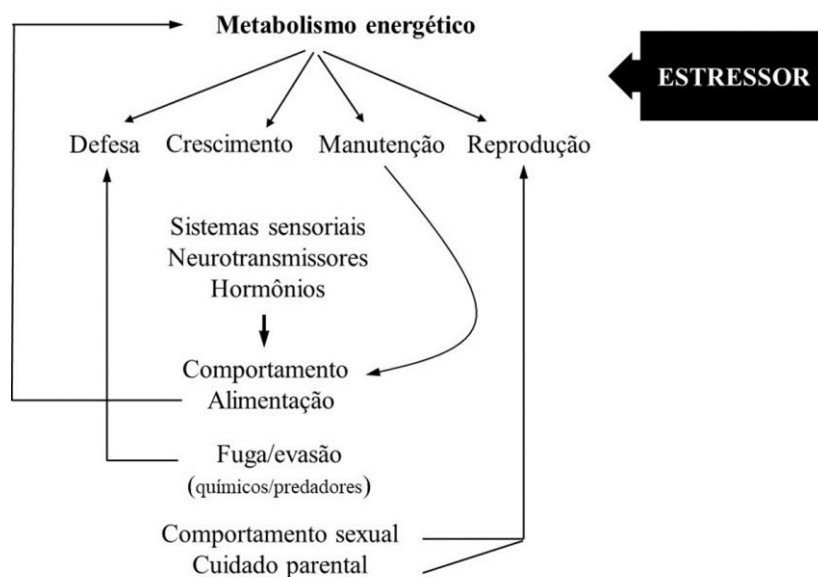 Metabolismo energético
ESTRESSOR
Defesa Crescimento Manutenção Reprodução
Sistemas sensoriais
Neurotransmissores
Hormônios
Comportamento
Alimentação
Fuga/evasão
(químicos/predadores)
Comportamento sexual
Cuidado parental